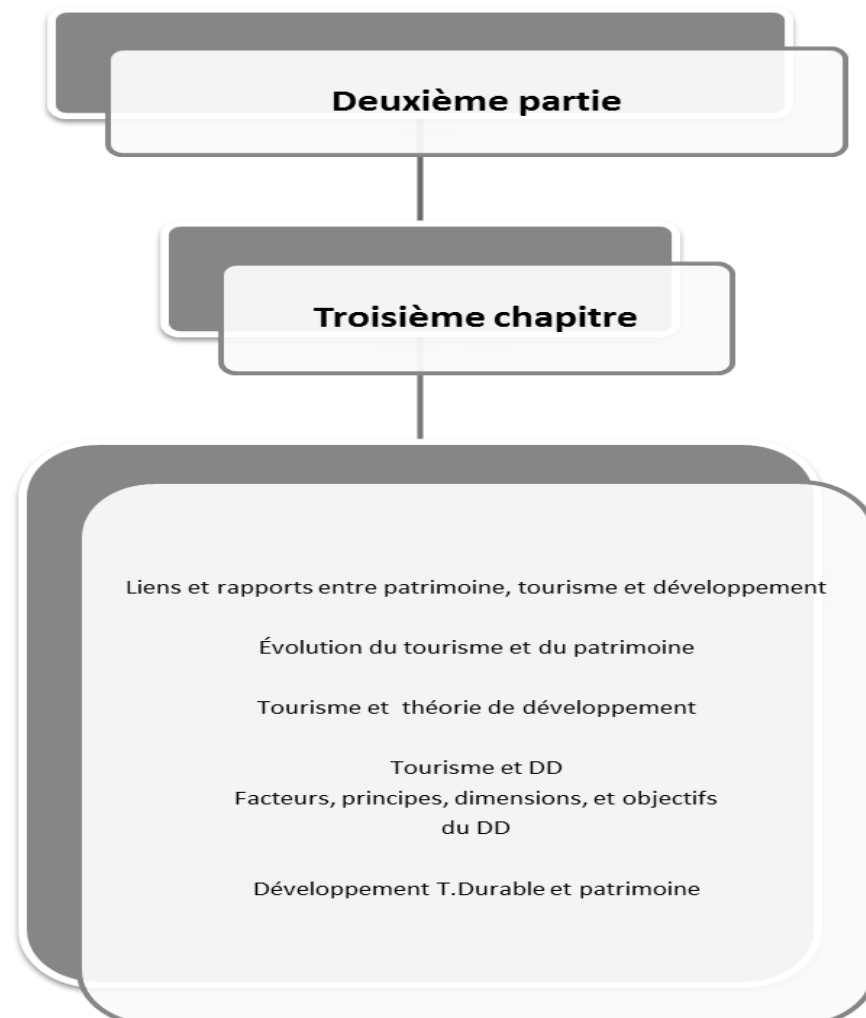 Deuxième partie
Troisième chapitre
Liens et rapports entre patrimoine, tourisme et développement
Évolution du tourisme et du patrimoine
Tourisme et théorie de développement
Tourisme et DD
Facteurs, principes, dimensions, et objectifs
du DD
Développement T.Durable et patrimoine